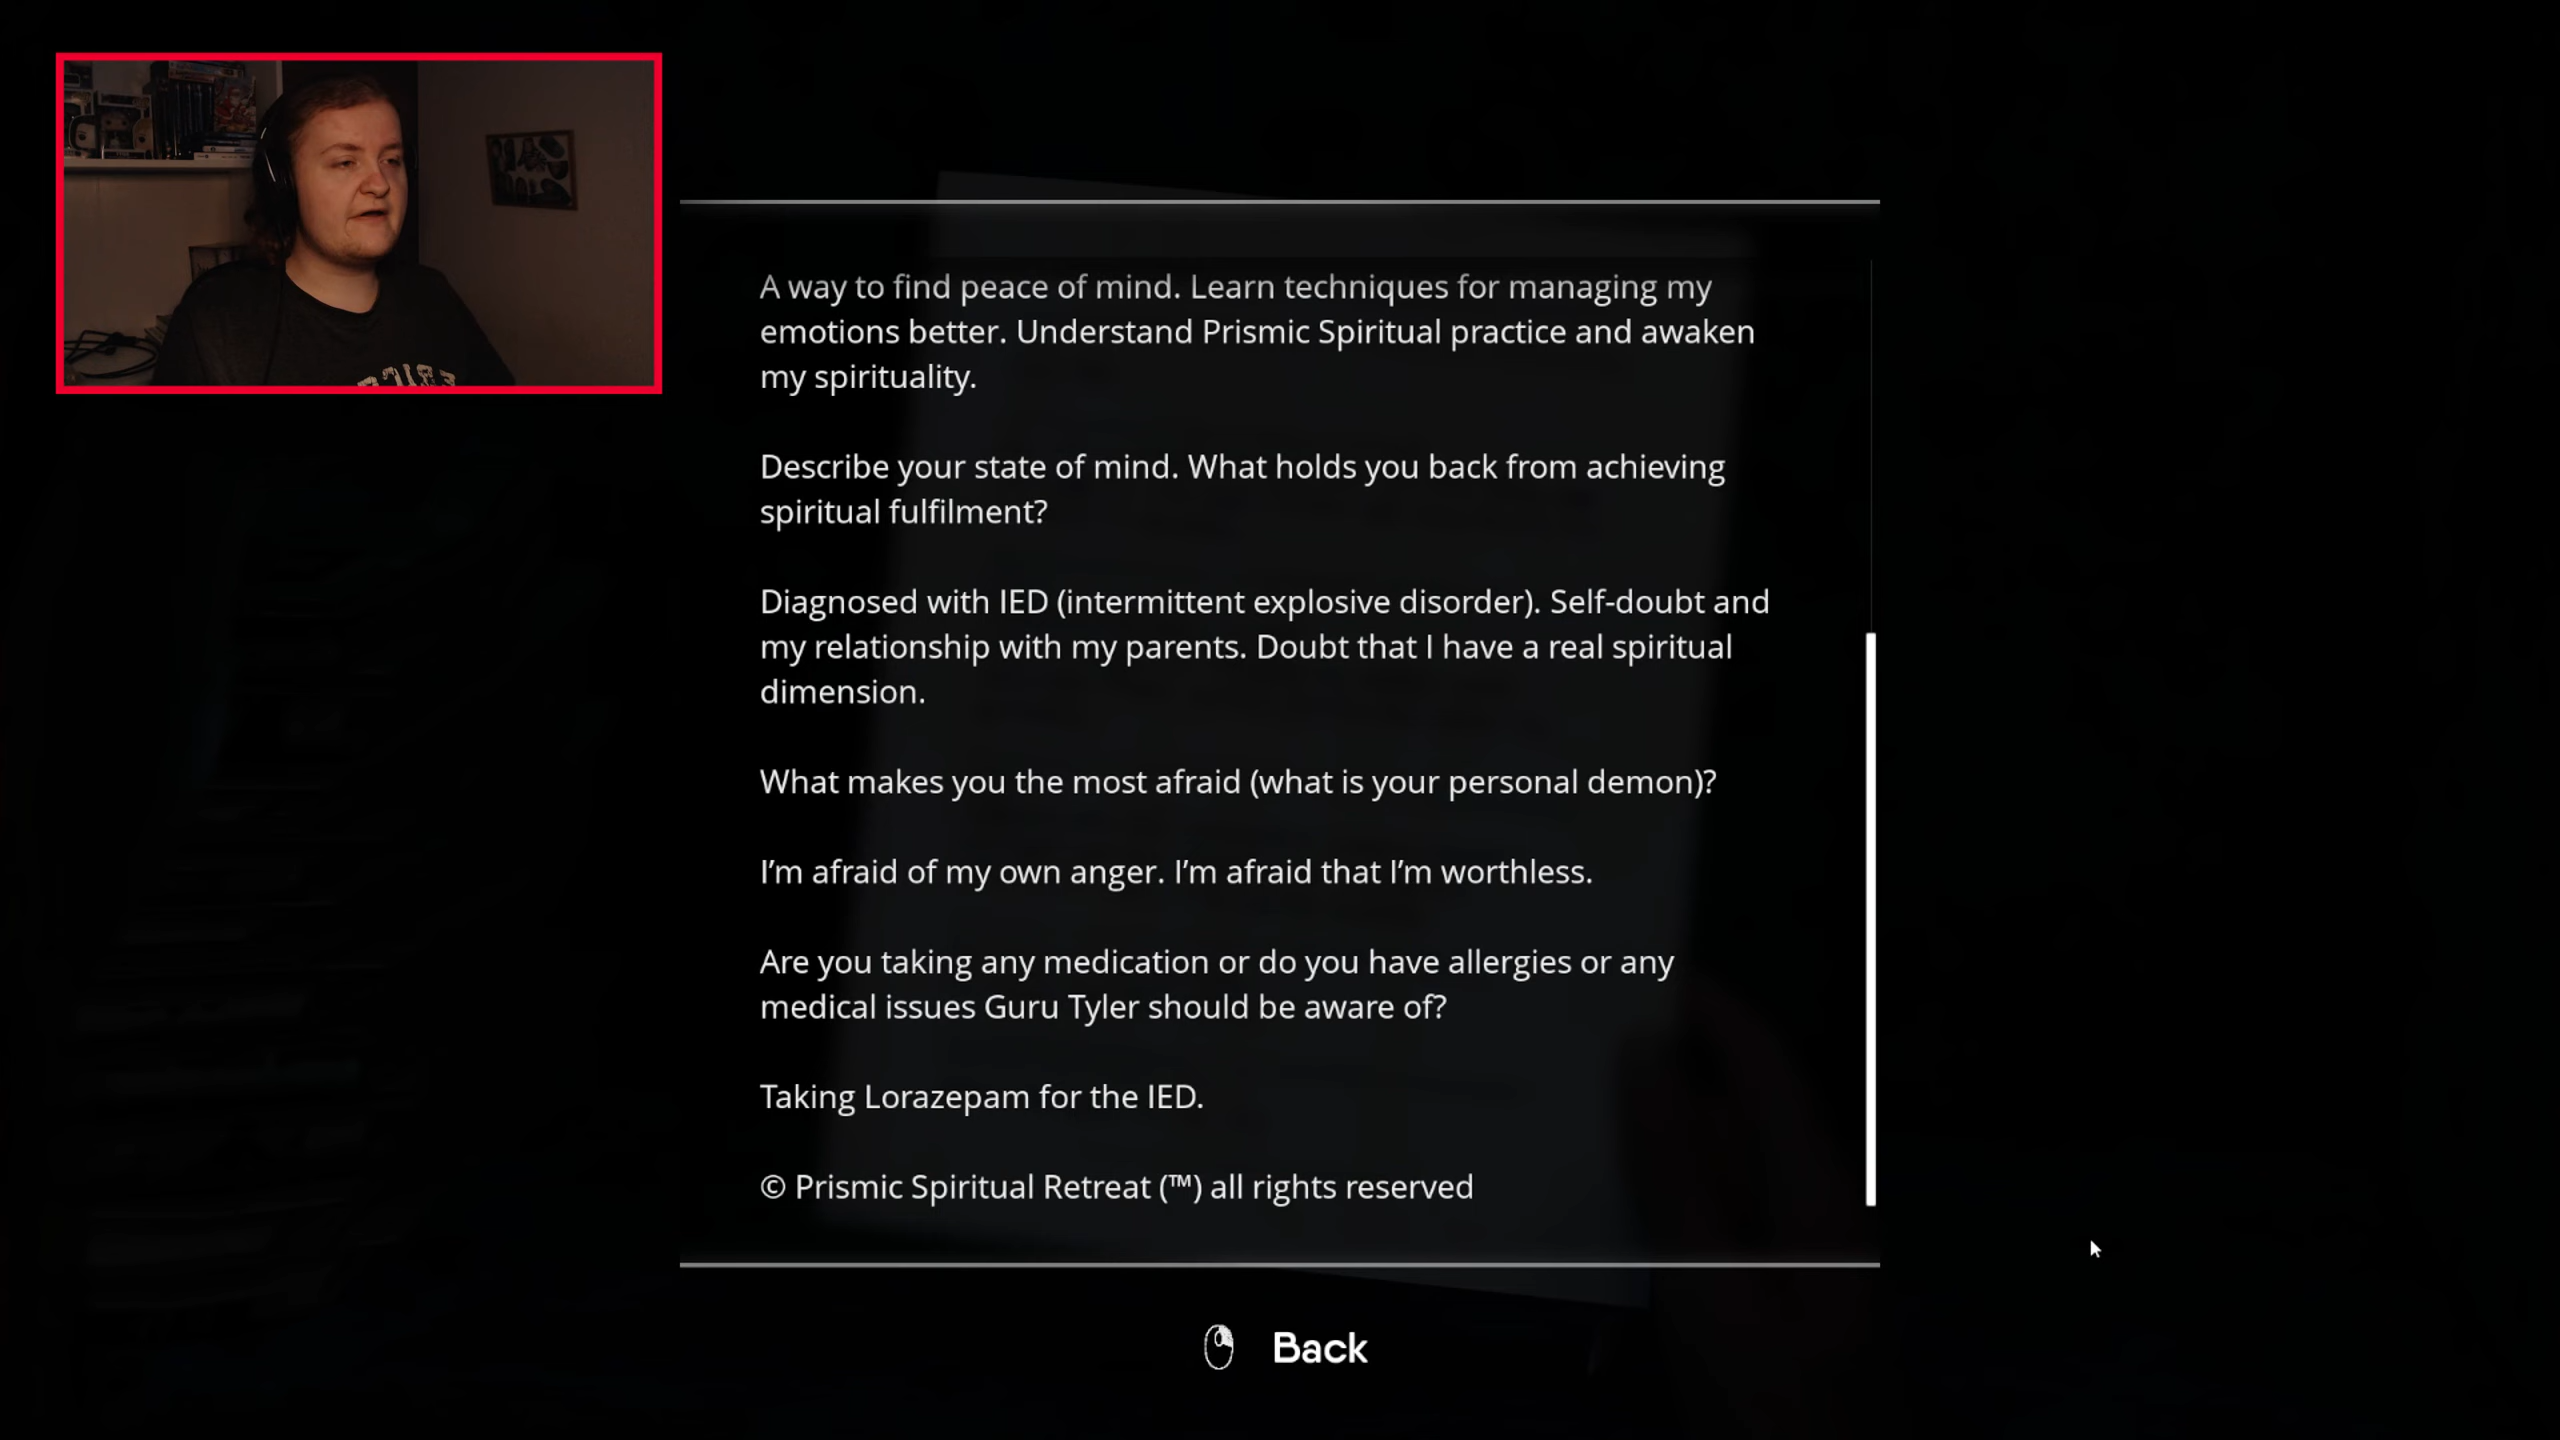 A way to find peace of mind. Learn techniques for managing my
emotions better. Understand Prismic Spiritual practice and awaken
my spirituality.
Describe your state of mind. What holds you back from achieving
spiritual fulfilment?
Diagnosed with IED (intermittent explosive disorder). Self-doubt and
my relationship with my parents. Doubt that I have a real spiritual
dimension.
What makes you the most afraid (what is your personal demon)?
I’m afraid of my own anger. I’m afraid that I’m worthless.
Are you taking any medication or do you have allergies or any
medical issues Guru Tyler should be aware of?
Taking Lorazepam for the IED.
© Prismic Spiritual Retreat (™) all rights reserved
Back